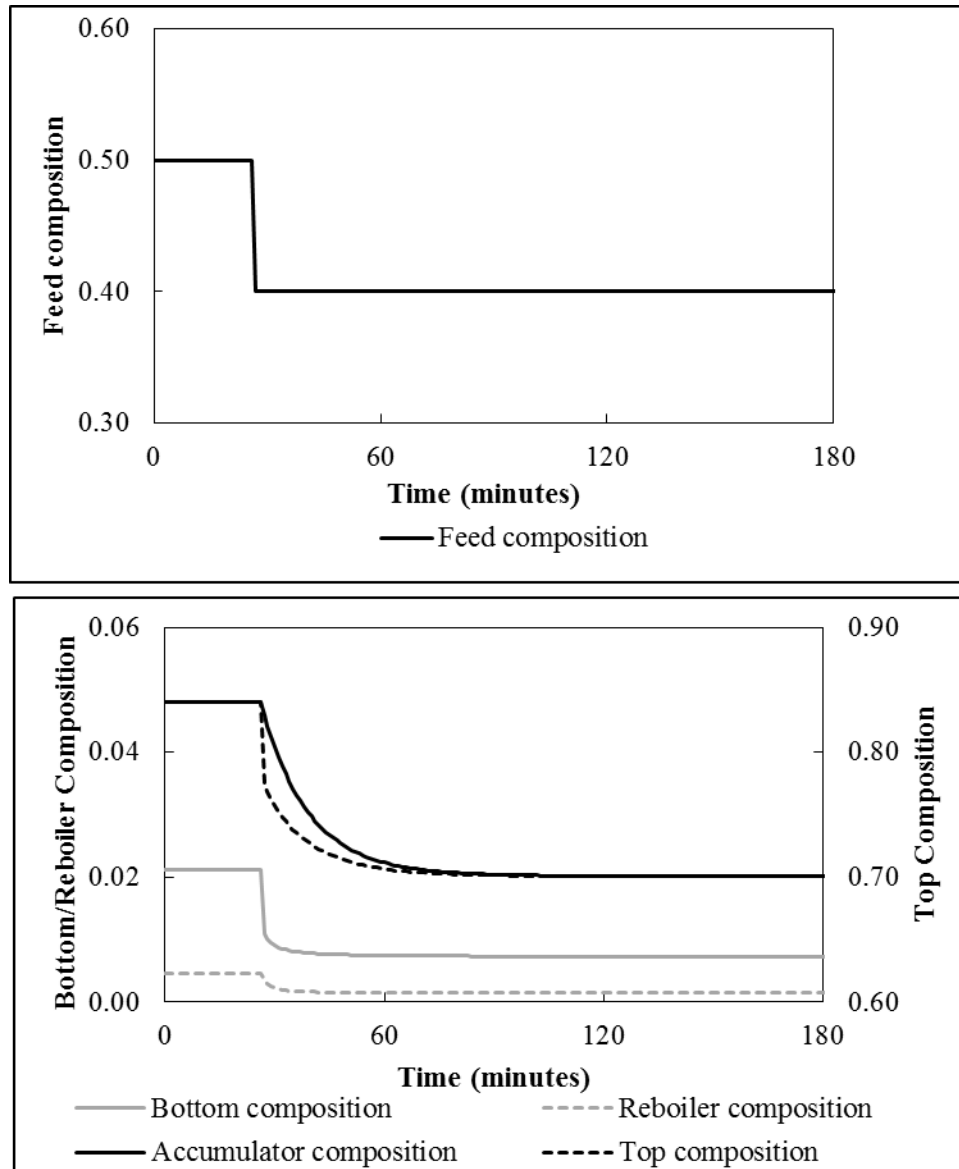 0.60
0.50
0.40
0.30
Feed composition
0 60 120 180
Time (minutes)
Feed composition
0.06
0.04
0.02
0.00
Bottom/Reboiler Composition
0.90
0.80
0.70
0.60
Top Composition
0 60 120 180
Time (minutes)
Bottom composition Reboiler composition
Accumulator composition Top composition